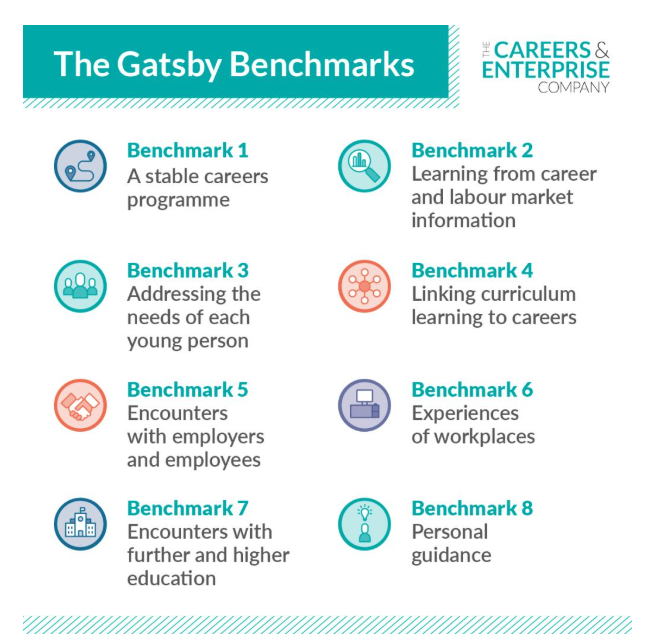 The Gatsby Benchmarks
THE CAREERS &
ENTERPRISE
COMPANY
Benchmark 1
A stable careers
programme
Benchmark 2
Learning from career
and labour market
information
Benchmark 3
Addressing the
needs of each
young person
Benchmark 4
Linking curriculum
learning to careers
Benchmark 5
Encounters
with employers
and employees
Benchmark 6
Experiences
of workplaces
Benchmark 7
Encounters with
further and higher
education
Benchmark 8
Personal
guidance